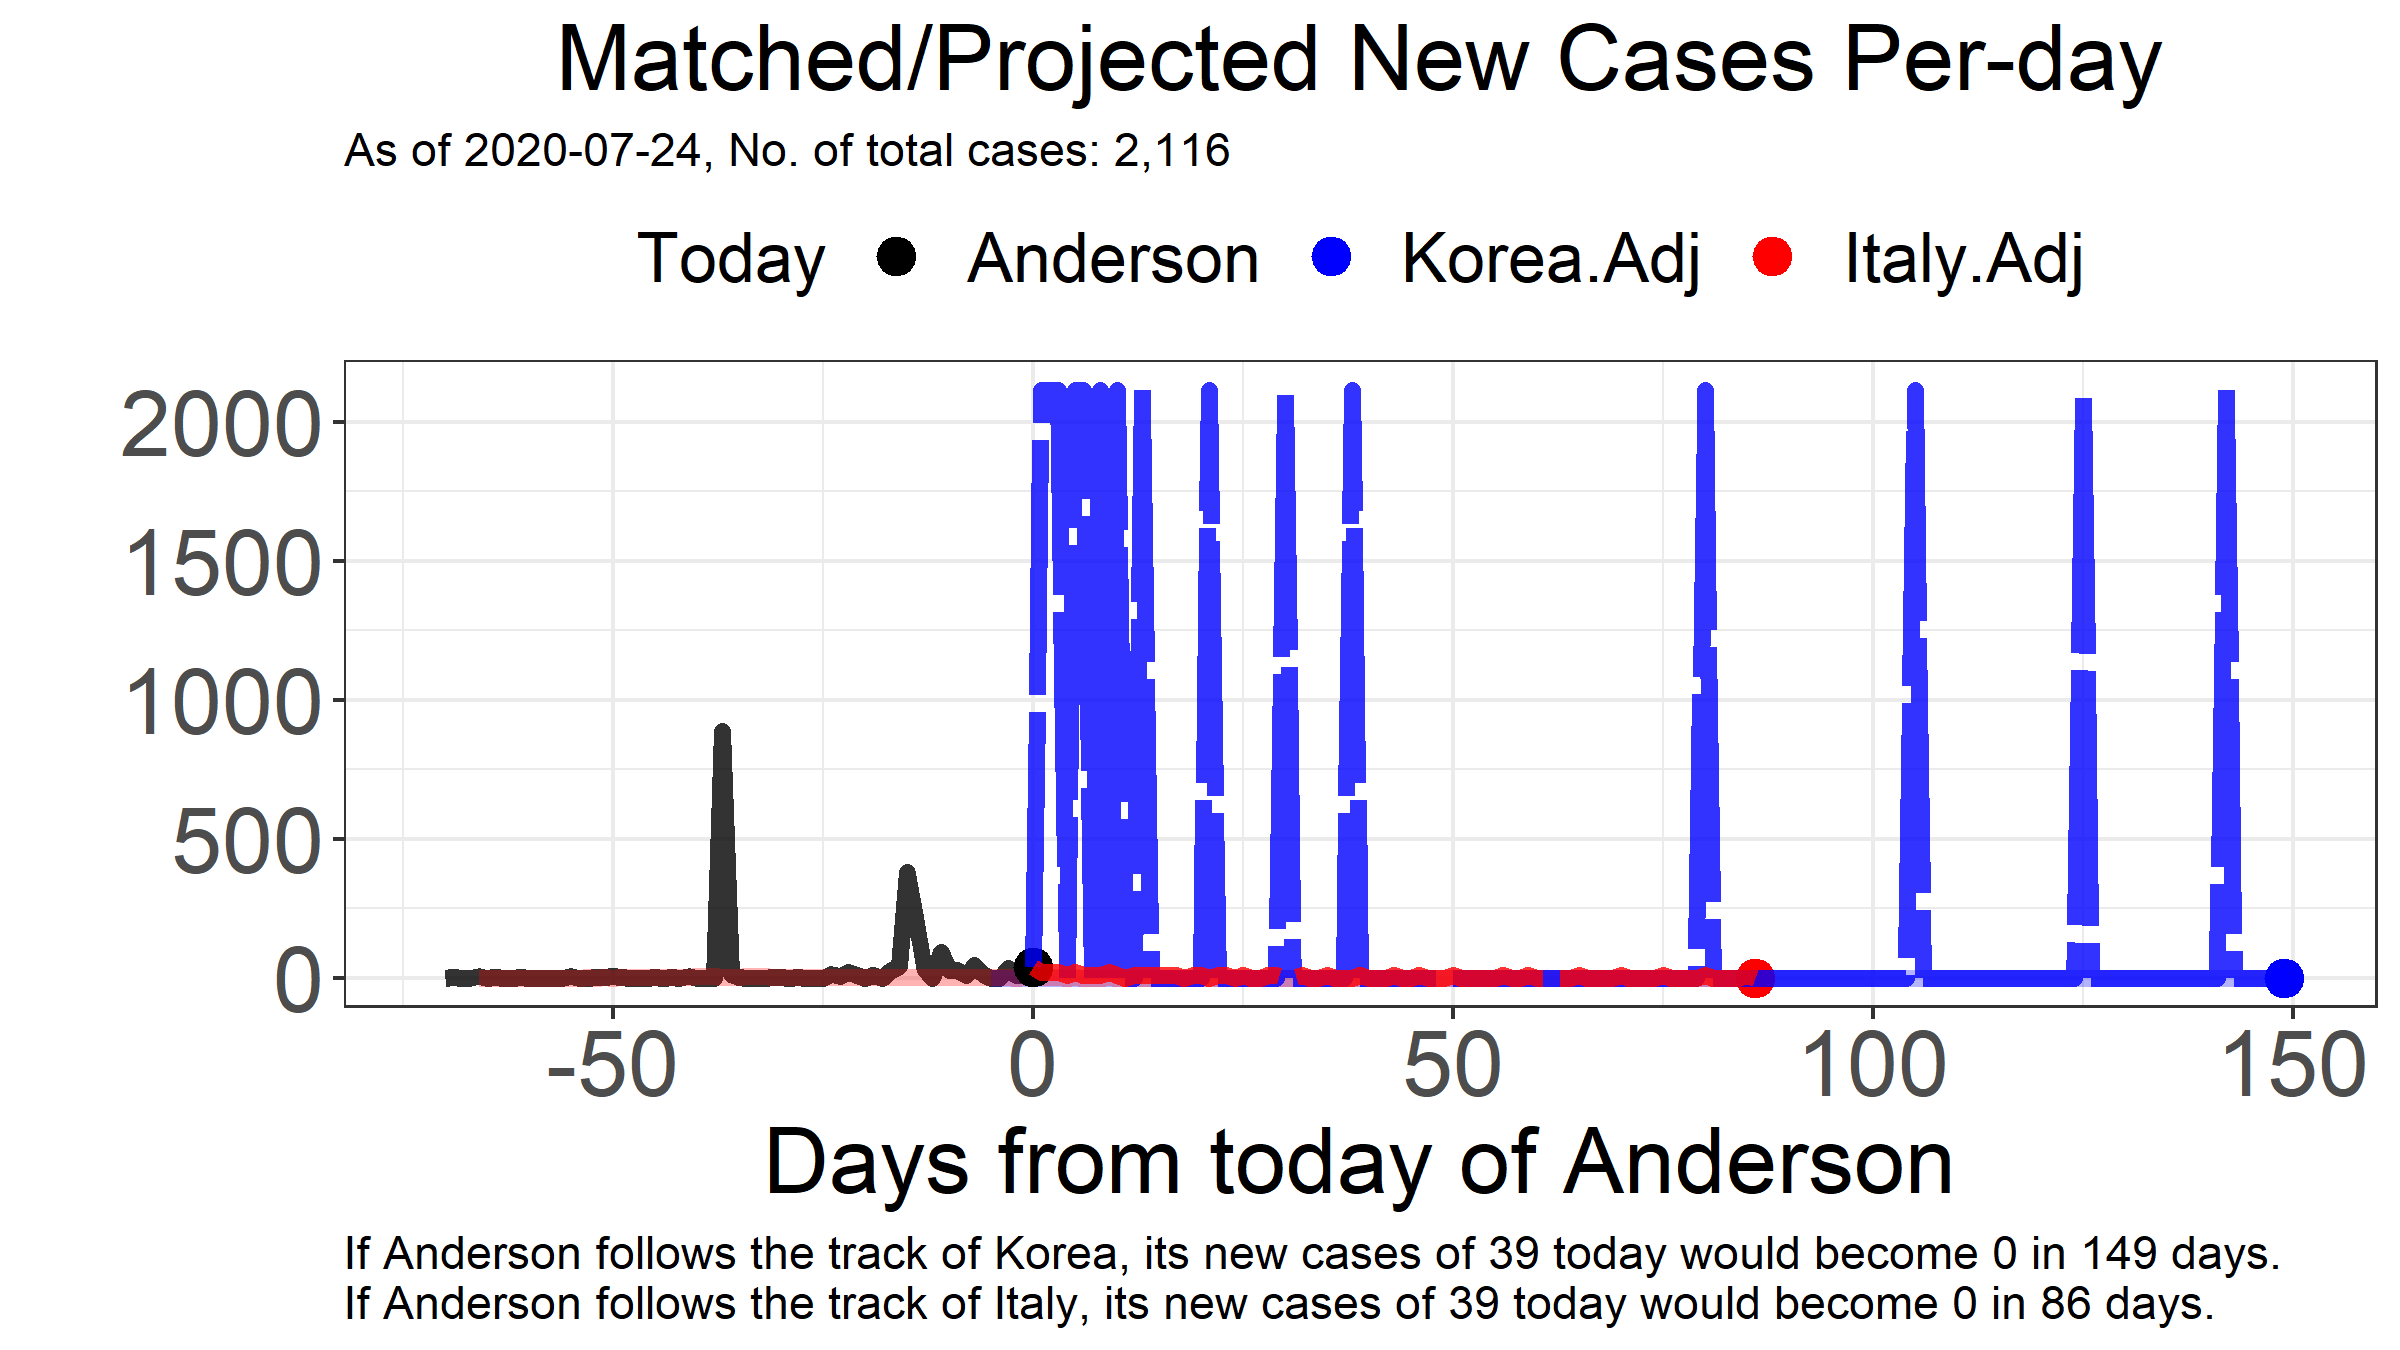 Matched/Projected New Cases Per-day
As of 2020-07-24, No. of total cases: 2,116
Today Anderson Korea.Adj Italy.Adj
2000
1500
1000
500
0
-50 0 50 100 150
Days from today of Anderson
If Anderson follows the track of Korea, its new cases of 39 today would become 0 in 149 days.
If Anderson follows the track of Italy, its new cases of 39 today would become 0 in 86 days.